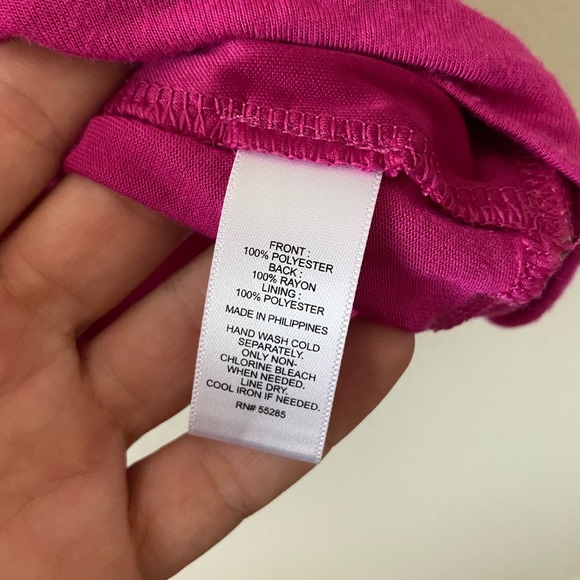 FRONT :
100% POLYESTER
BACK :
100% RAYON
LINING :
100% POLYESTER
MADE IN PHILIPPINES
HAND WASH COLD
SEPARATELY.
ONLY NON-
CHLORINE BLEACH
WHEN NEEDED.
LINE DRY.
COOL IRON IF NEEDED.
RN# 55285